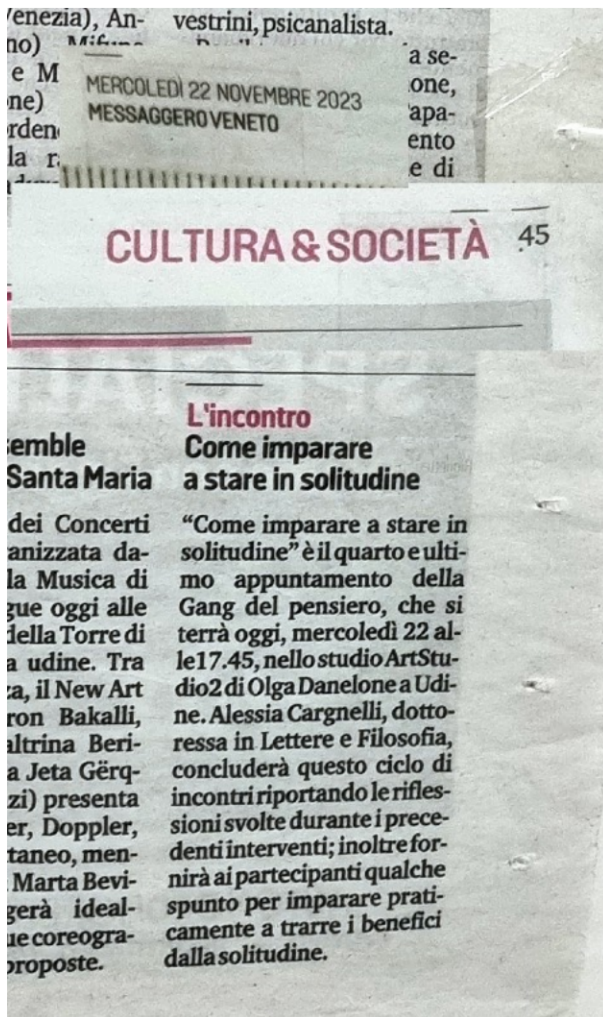 Venezia), An-
vestrini, psicanalista.
no)
e M
one)
rden
la
a se-
one,
apa-
ento
e di
MERCOLEDÌ 22 NOVEMBRE 2023
MESSAGGERO VENETO
CULTURA & SOCIETÀ 45
semble
Santa Maria
dei Concerti
anizzata da-
la Musica di
gue oggi alle
della Torre di
a udine. Tra
za, il New Art
ron Bakalli,
altrina Beri-
a Jeta Gërq-
zi) presenta
er, Doppler,
taneo, men-
Marta Bevi-
gerà ideal-
ue coreogra-
proposte.
L'incontro
Come imparare
a stare in solitudine
“Come imparare a stare in
solitudine” è il quarto e ulti-
mo appuntamento della
Gang del pensiero, che si
terrà oggi, mercoledì 22 al-
le 17.45, nello studio ArtStu-
dio2 di Olga Danelone a Udi-
ne. Alessia Cargnelli, dotto-
ressa in Lettere e Filosofia,
concluderà questo ciclo di
incontri riportando le rifles-
sioni svolte durante i prece-
denti interventi; inoltre for-
nirà ai partecipanti qualche
spunto per imparare prati-
camente a trarre i benefici
dalla solitudine.